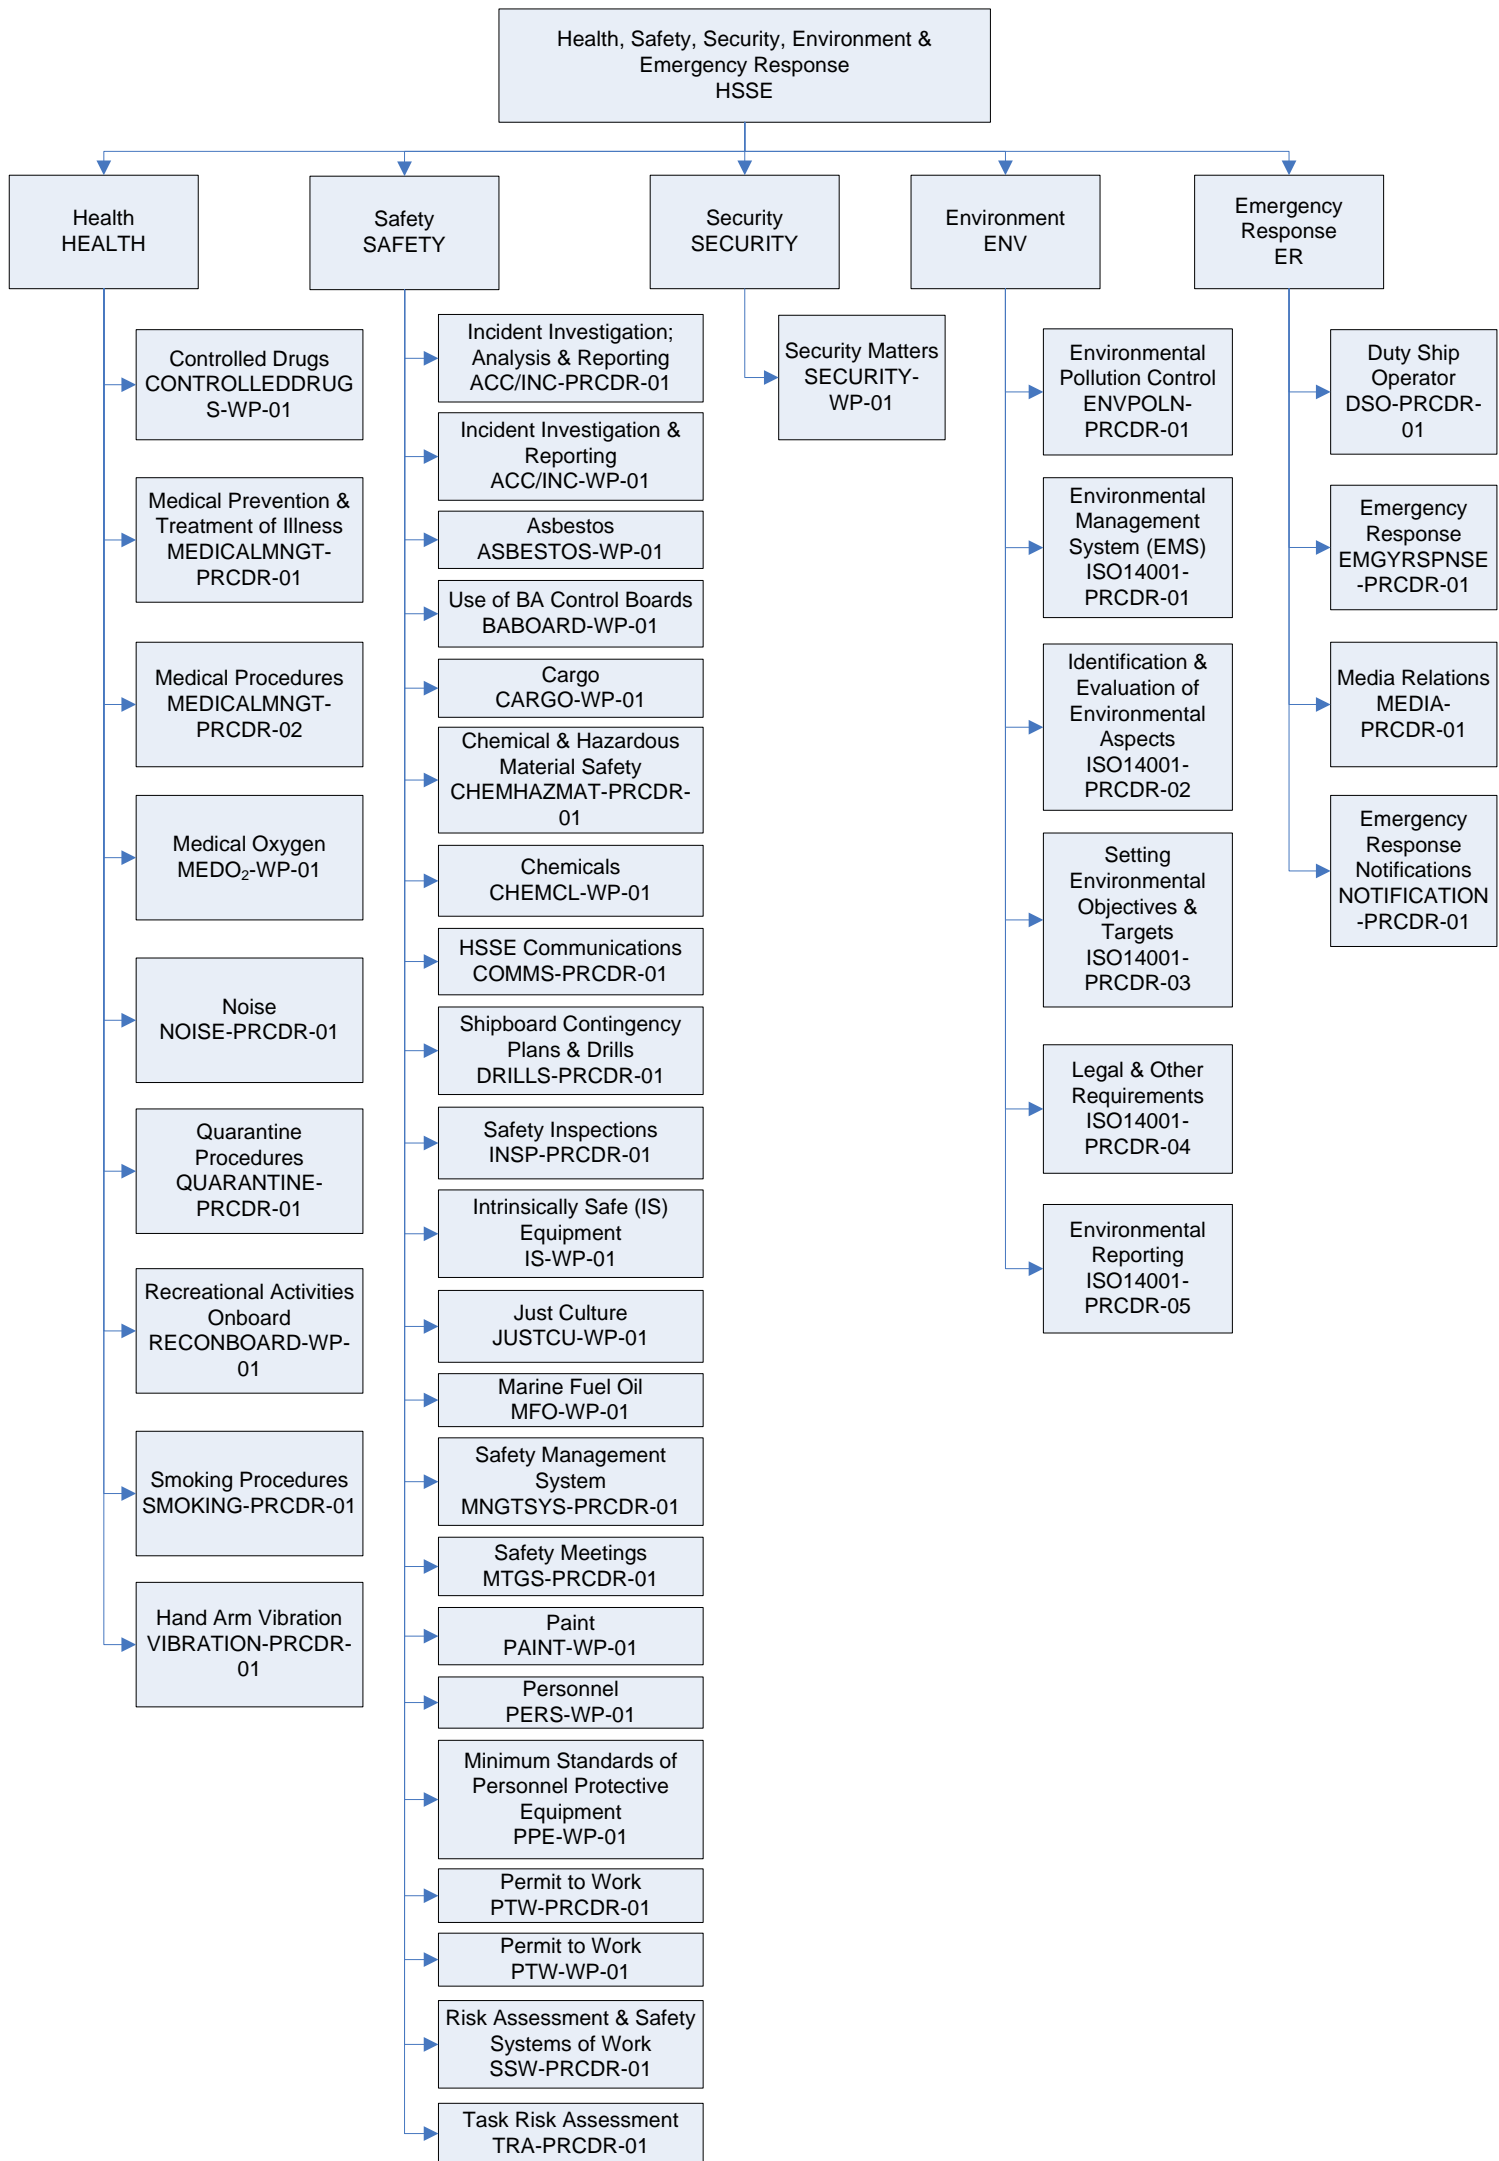 Health, Safety, Security, Environment &
Emergency Response
HSSE
Health
HEALTH
Safety
SAFETY
Security
SECURITY
Environment
ENV
Emergency
Response
ER
Controlled Drugs
CONTROLLEDDRUG
S-WP-01
Medical Prevention &
Treatment of Illness
MEDICALMNGT-
PRCDR-01
Medical Procedures
MEDICALMNGT-
PRCDR-02
Medical Oxygen
MEDO₂-WP-01
Noise
NOISE-PRCDR-01
Quarantine
Procedures
QUARANTINE-
PRCDR-01
Recreational Activities
Onboard
RECONBOARD-WP-
01
Smoking Procedures
SMOKING-PRCDR-01
Hand Arm Vibration
VIBRATION-PRCDR-
01
Incident Investigation;
Analysis & Reporting
ACC/INC-PRCDR-01
Incident Investigation &
Reporting
ACC/INC-WP-01
Asbestos
ASBESTOS-WP-01
Use of BA Control Boards
BABOARD-WP-01
Cargo
CARGO-WP-01
Chemical & Hazardous
Material Safety
CHEMHAZMAT-PRCDR-
01
Chemicals
CHEMCL-WP-01
HSSE Communications
COMMS-PRCDR-01
Shipboard Contingency
Plans & Drills
DRILLS-PRCDR-01
Safety Inspections
INSP-PRCDR-01
Intrinsically Safe (IS)
Equipment
IS-WP-01
Just Culture
JUSTCU-WP-01
Marine Fuel Oil
MFO-WP-01
Safety Management
System
MNGTSYS-PRCDR-01
Safety Meetings
MTGS-PRCDR-01
Paint
PAINT-WP-01
Personnel
PERS-WP-01
Minimum Standards of
Personnel Protective
Equipment
PPE-WP-01
Permit to Work
PTW-PRCDR-01
Permit to Work
PTW-WP-01
Risk Assessment & Safety
Systems of Work
SSW-PRCDR-01
Task Risk Assessment
TRA-PRCDR-01
Security Matters
SECURITY-
WP-01
Environmental
Pollution Control
ENVPOLN-
PRCDR-01
Environmental
Management
System (EMS)
ISO14001-
PRCDR-01
Identification &
Evaluation of
Environmental
Aspects
ISO14001-
PRCDR-02
Setting
Environmental
Objectives &
Targets
ISO14001-
PRCDR-03
Legal & Other
Requirements
ISO14001-
PRCDR-04
Environmental
Reporting
ISO14001-
PRCDR-05
Duty Ship
Operator
DSO-PRCDR-
01
Emergency
Response
EMGYRSPNSE
-PRCDR-01
Media Relations
MEDIA-
PRCDR-01
Emergency
Response
Notifications
NOTIFICATION
-PRCDR-01